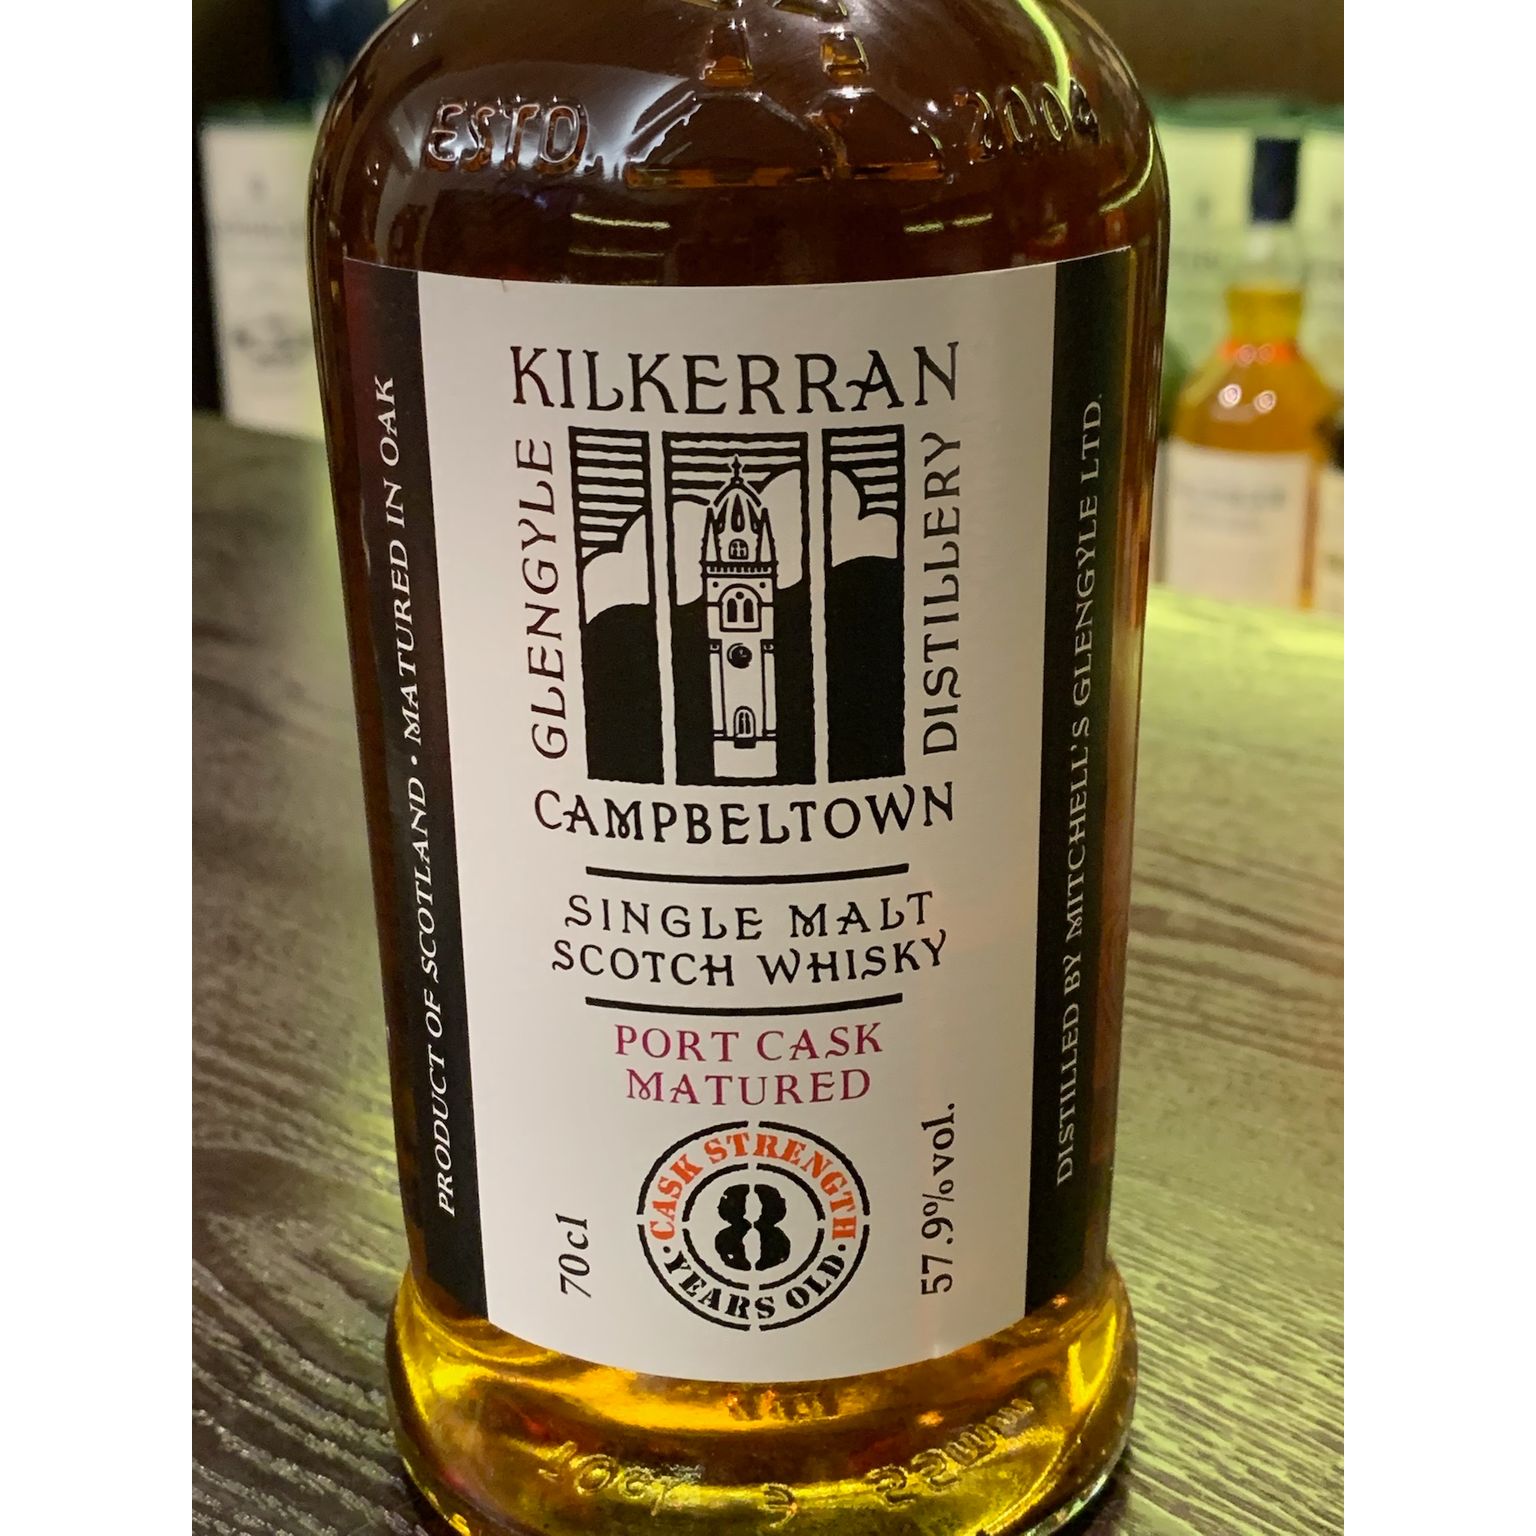 ESTD. 2004
KILKERRAN
GLENGYLE
DISTILLERY
CAMPBELTOWN
SINGLE MALT
SCOTCH WHISKY
PORT CASK
MATURED
CASK STRENGTH
8
·YEARS OLD·
70cl
57.9%vol.
PRODUCT OF SCOTLAND · MATURED IN OAK
DISTILLED BY MITCHELL'S GLENGYLE LTD.